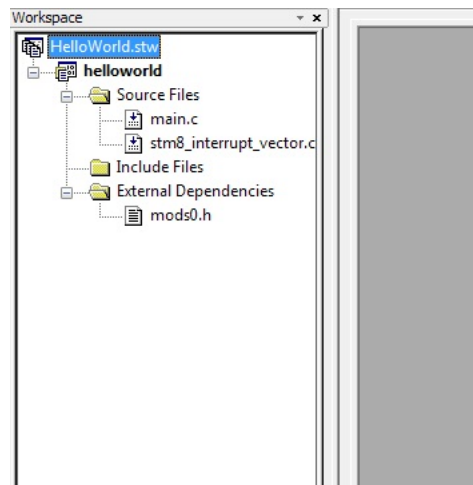 Workspace
HelloWorld.stw
helloworld
Source Files
main.c
stm8_interrupt_vector.c
Include Files
External Dependencies
mods0.h